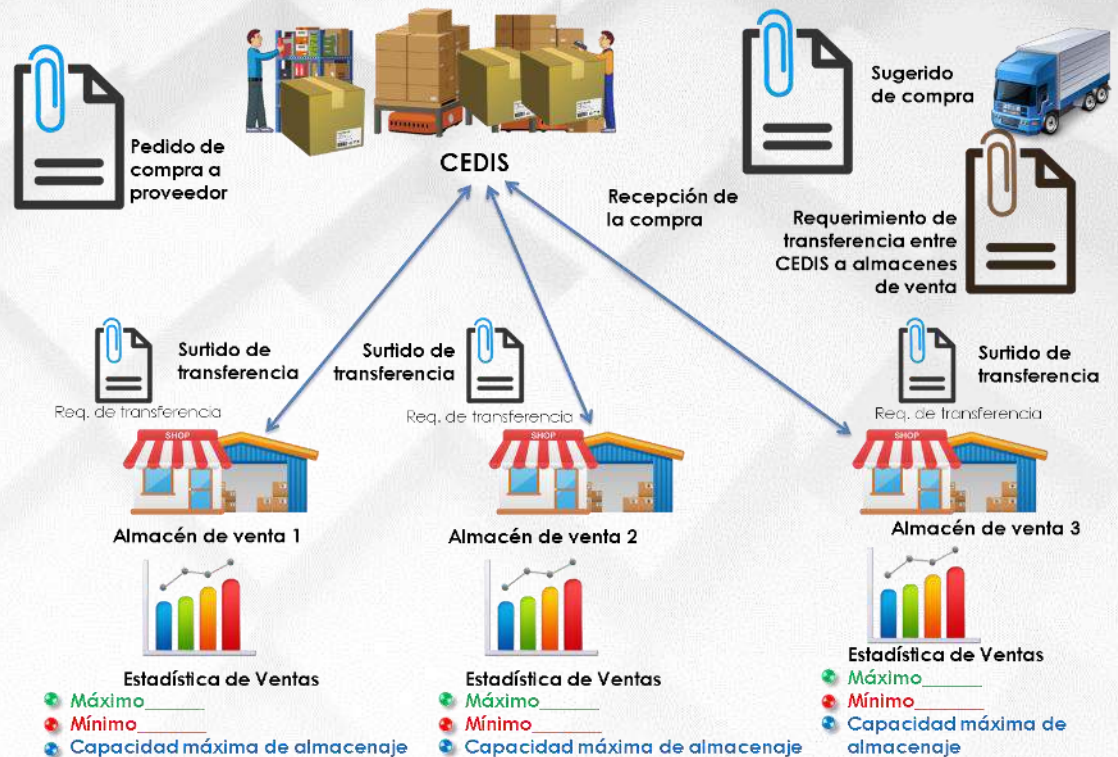 Pedido de
compra a
proveedor
CEDIS
Sugerido
de compra
Recepción de
la compra
Requerimiento de
transferencia entre
CEDIS a almacenes
de venta
Surtido de
transferencia
Req. de transferencia
SHOP
Almacén de venta 1
Estadística de Ventas
Máximo______
Mínimo_______
Capacidad máxima de almacenaje
Surtido de
transferencia
Req. de transferencia
SHOP
Almacén de venta 2
Estadística de Ventas
Máximo______
Mínimo_______
Capacidad máxima de almacenaje
Surtido de
transferencia
Req. de transferencia
SHOP
Almacén de venta 3
Estadística de Ventas
Máximo______
Mínimo_______
Capacidad máxima de
almacenaje